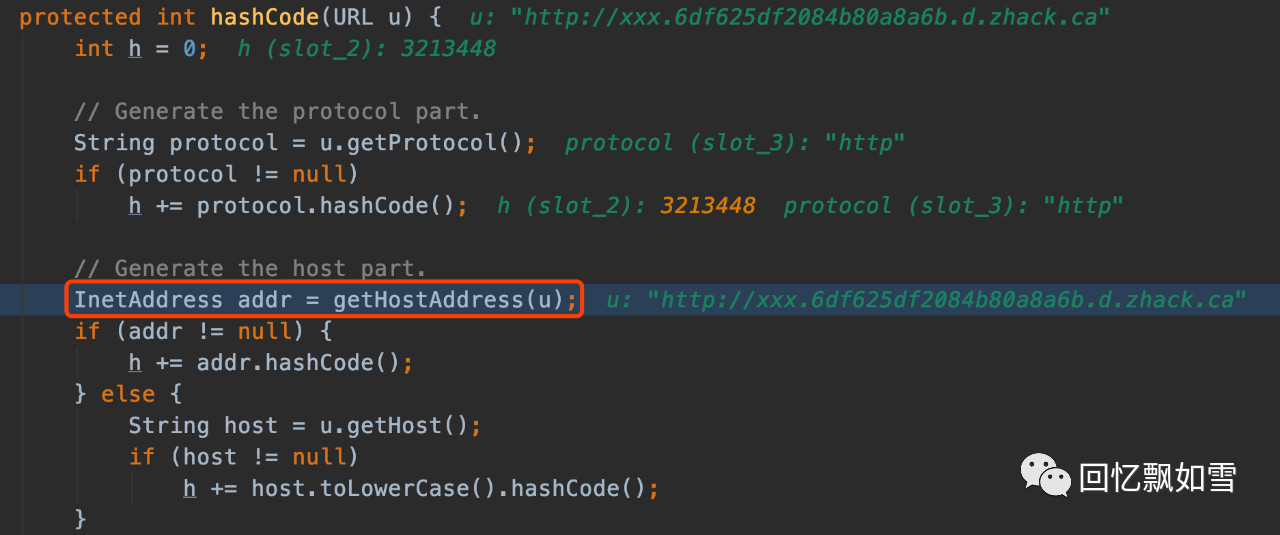 protected int hashCode(URL u) {  u: "http://xxx.6df625df2084b80a8a6b.d.zhack.ca"
int h = 0;  h (slot_2): 3213448
// Generate the protocol part.
String protocol = u.getProtocol();  protocol (slot_3): "http"
if (protocol != null)
h += protocol.hashCode();  h (slot_2): 3213448  protocol (slot_3): "http"
// Generate the host part.
InetAddress addr = getHostAddress(u);  u: "http://xxx.6df625df2084b80a8a6b.d.zhack.ca"
if (addr != null) {
h += addr.hashCode();
} else {
String host = u.getHost();
if (host != null)
h += host.toLowerCase().hashCode();
}
回忆飘如雪